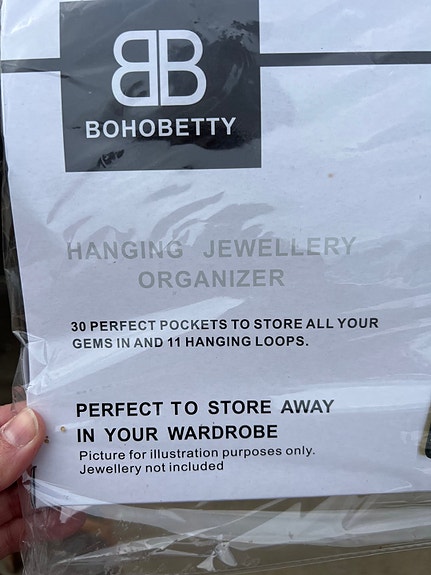 BB
BOHOBETTY
HANGING JEWELLERY
ORGANIZER
30 PERFECT POCKETS TO STORE ALL YOUR
GEMS IN AND 11 HANGING LOOPS.
PERFECT TO STORE AWAY
IN YOUR WARDROBE
Picture for illustration purposes only.
Jewellery not included